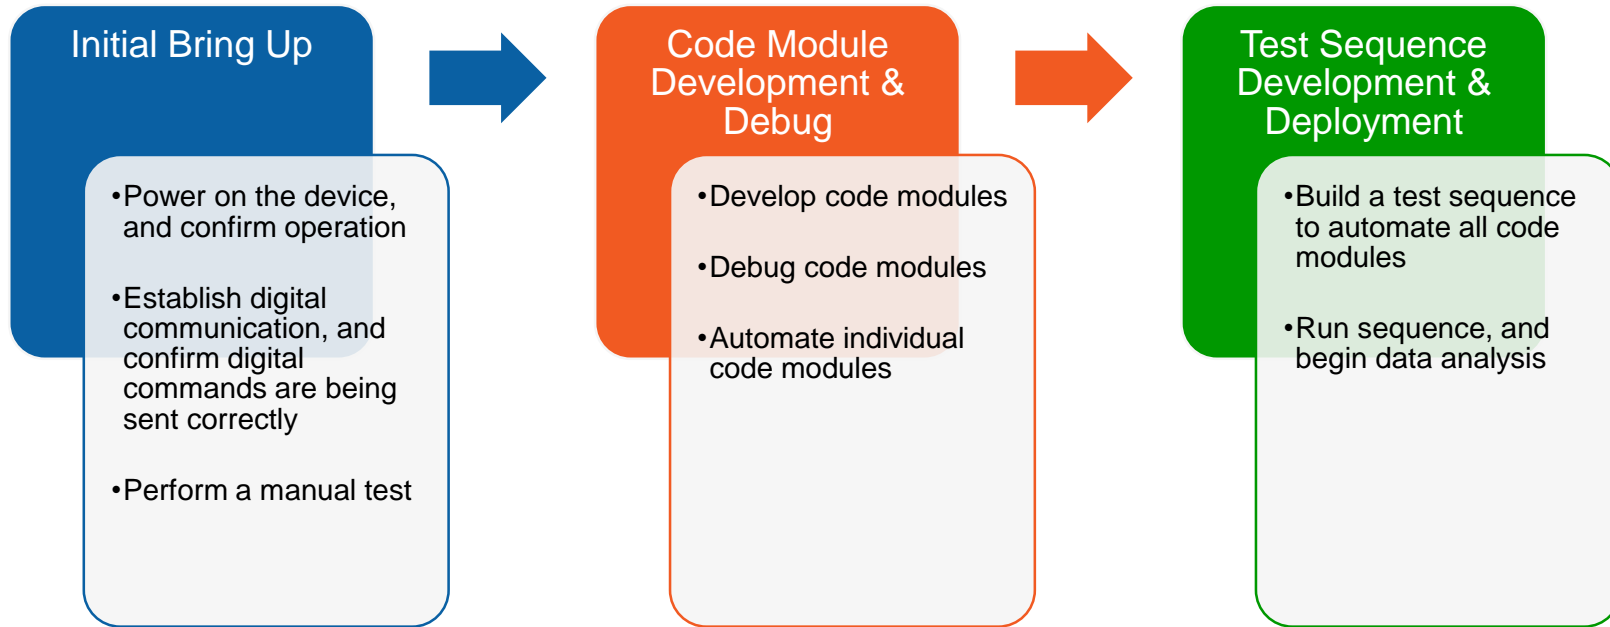 Initial Bring Up
•Power on the device,
and confirm operation
•Establish digital
communication, and
confirm digital
commands are being
sent correctly
•Perform a manual test
Code Module
Development &
Debug
•Develop code modules
•Debug code modules
•Automate individual
code modules
Test Sequence
Development &
Deployment
•Build a test sequence
to automate all code
modules
•Run sequence, and
begin data analysis